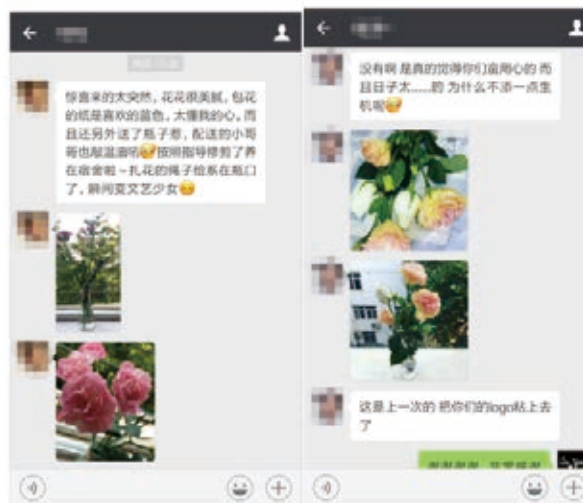 惊喜来的太突然，花花很美腻，包花
的纸是喜欢的蓝色，太懂我的心，而
且还另外送了瓶子惹，配送的小哥
哥也敲温磨哈按照指导修剪了养
在宿舍啦~扎花的绳子给系在瓶口
了，瞬间变文艺少女
没有啊 是真的觉得你们蛮用心的 而
且日子太......的 为什么不添一点生
机呢
这是上一次的 把你们的logo粘上去
了